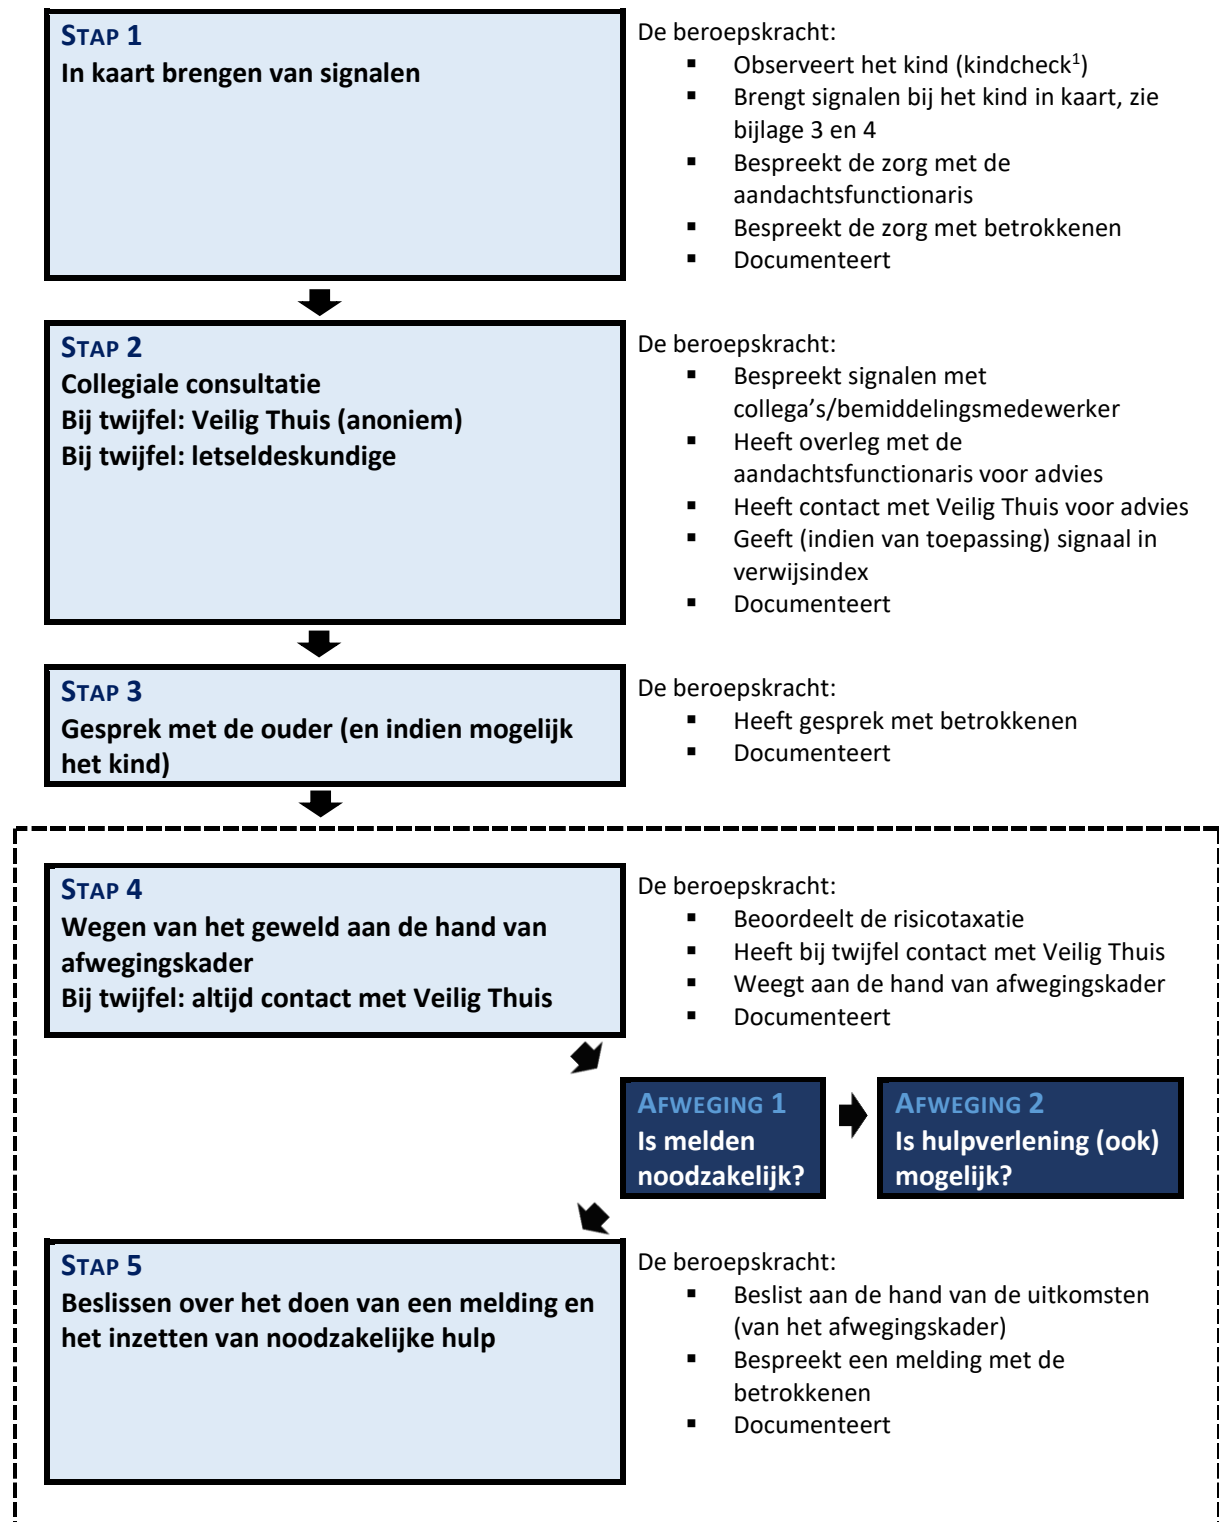 STAP 1
In kaart brengen van signalen
De beroepskracht:
▪ Observeert het kind (kindcheck¹)
▪ Brengt signalen bij het kind in kaart, zie
bijlage 3 en 4
▪ Bespreekt de zorg met de
aandachtsfunctionaris
▪ Bespreekt de zorg met betrokkenen
▪ Documenteert
STAP 2
Collegiale consultatie
Bij twijfel: Veilig Thuis (anoniem)
Bij twijfel: letseldeskundige
De beroepskracht:
▪ Bespreekt signalen met
collega’s/bemiddelingsmedewerker
▪ Heeft overleg met de
aandachtsfunctionaris voor advies
▪ Heeft contact met Veilig Thuis voor advies
▪ Geeft (indien van toepassing) signaal in
verwijsindex
▪ Documenteert
STAP 3
Gesprek met de ouder (en indien mogelijk
het kind)
De beroepskracht:
▪ Heeft gesprek met betrokkenen
▪ Documenteert
STAP 4
Wegen van het geweld aan de hand van
afwegingskader
Bij twijfel: altijd contact met Veilig Thuis
De beroepskracht:
▪ Beoordeelt de risicotaxatie
▪ Heeft bij twijfel contact met Veilig Thuis
▪ Weegt aan de hand van afwegingskader
▪ Documenteert
AFWEGING 1
Is melden
noodzakelijk?
AFWEGING 2
Is hulpverlening (ook)
mogelijk?
STAP 5
Beslissen over het doen van een melding en
het inzetten van noodzakelijke hulp
De beroepskracht:
▪ Beslist aan de hand van de uitkomsten
(van het afwegingskader)
▪ Bespreekt een melding met de
betrokkenen
▪ Documenteert